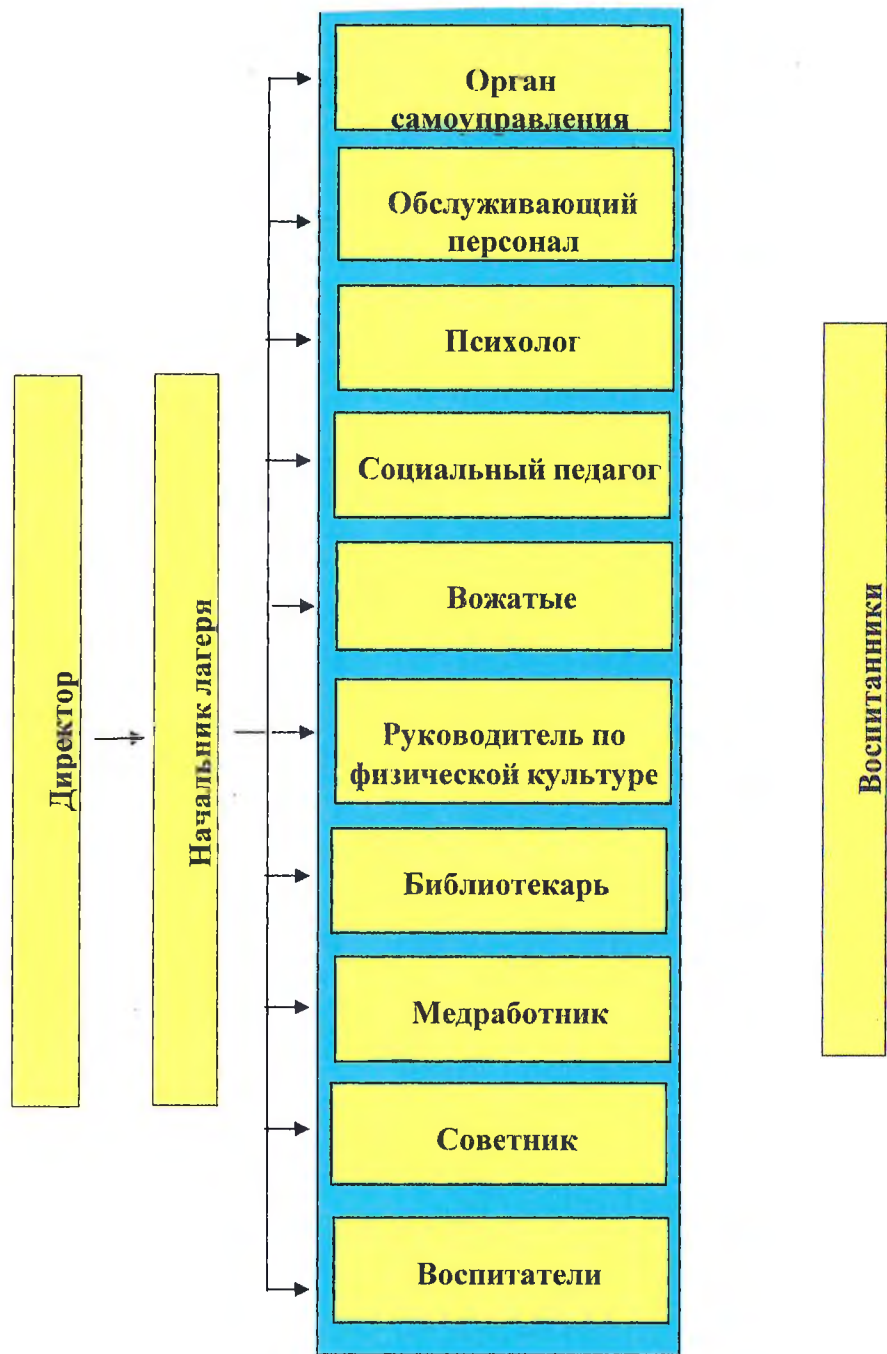 Директор
Начальник лагеря
Орган
самоуправления
Обслуживающий
персонал
Психолог
Социальный педагог
Вожатые
Руководитель по
физической культуре
Библиотекарь
Медработник
Советник
Воспитатели
Воспитанники